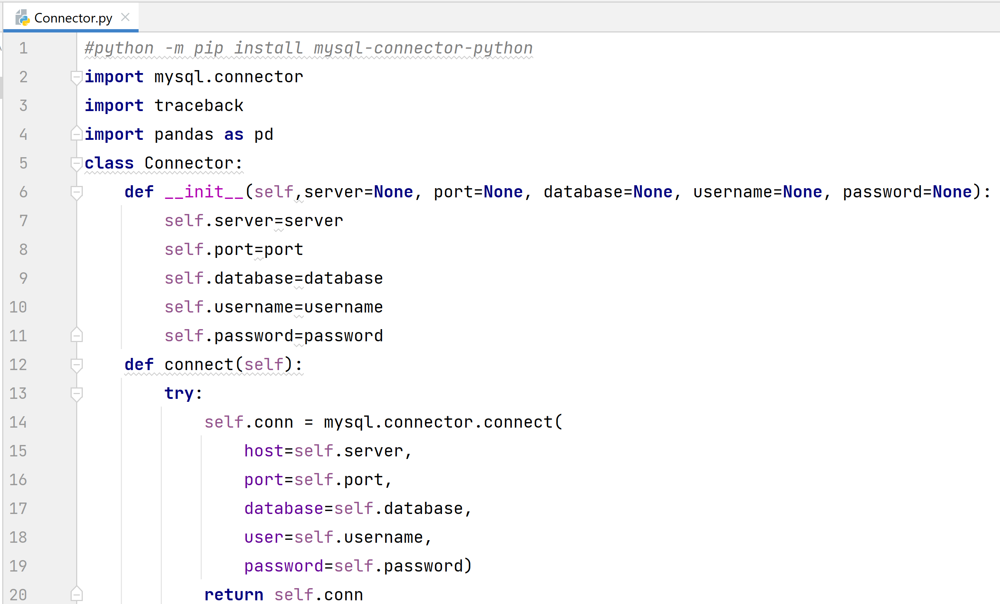 Connector.py
1 #python -m pip install mysql-connector-python
2 import mysql.connector
3 import traceback
4 import pandas as pd
5 class Connector:
6     def __init__(self,server=None, port=None, database=None, username=None, password=None):
7         self.server=server
8         self.port=port
9         self.database=database
10         self.username=username
11         self.password=password
12     def connect(self):
13         try:
14             self.conn = mysql.connector.connect(
15                 host=self.server,
16                 port=self.port,
17                 database=self.database,
18                 user=self.username,
19                 password=self.password)
20             return self.conn